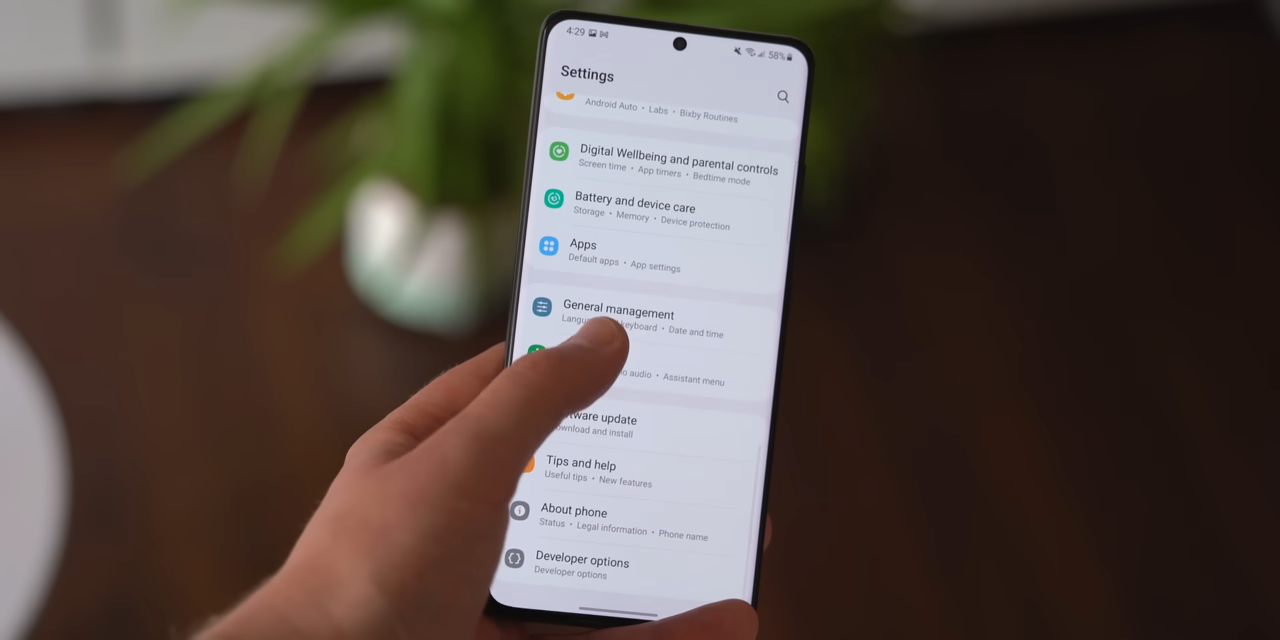 4:29 58%
Settings
Android Auto • Labs • Bixby Routines
Digital Wellbeing and parental controls
Screen time • App timers • Bedtime mode
Battery and device care
Storage • Memory • Device protection
Apps
Default apps • App settings
General management
keyboard • Date and time
audio • Assistant menu
update
and install
Tips and help
Useful tips • New features
About phone
Status • Legal information • Phone name
Developer options
Developer options